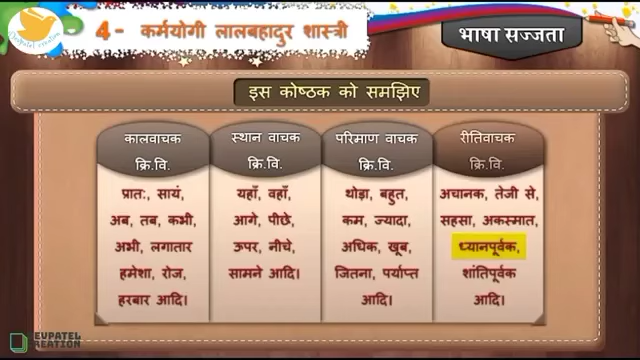 4- कर्मयोगी लालबहादुर शास्त्री
भाषा सज्जता
इस कोष्ठक को समझिए
कालवाचक
क्रि.वि.
प्रातः, सायं,
अब, तब, कभी,
अभी, लगातार
हमेशा, रोज,
हरबार आदि।
स्थान वाचक
क्रि.वि.
यहाँ, वहाँ,
आगे, पीछे,
ऊपर, नीचे,
सामने आदि।
परिमाण वाचक
क्रि.वि.
थोड़ा, बहुत,
कम, ज्यादा,
अधिक, खूब,
जितना, पर्याप्त
आदि।
रीतिवाचक
क्रि.वि.
अचानक, तेजी से,
सहसा, अकस्मात,
ध्यानपूर्वक,
शांतिपूर्वक
आदि।
EVPATEL
CREATION